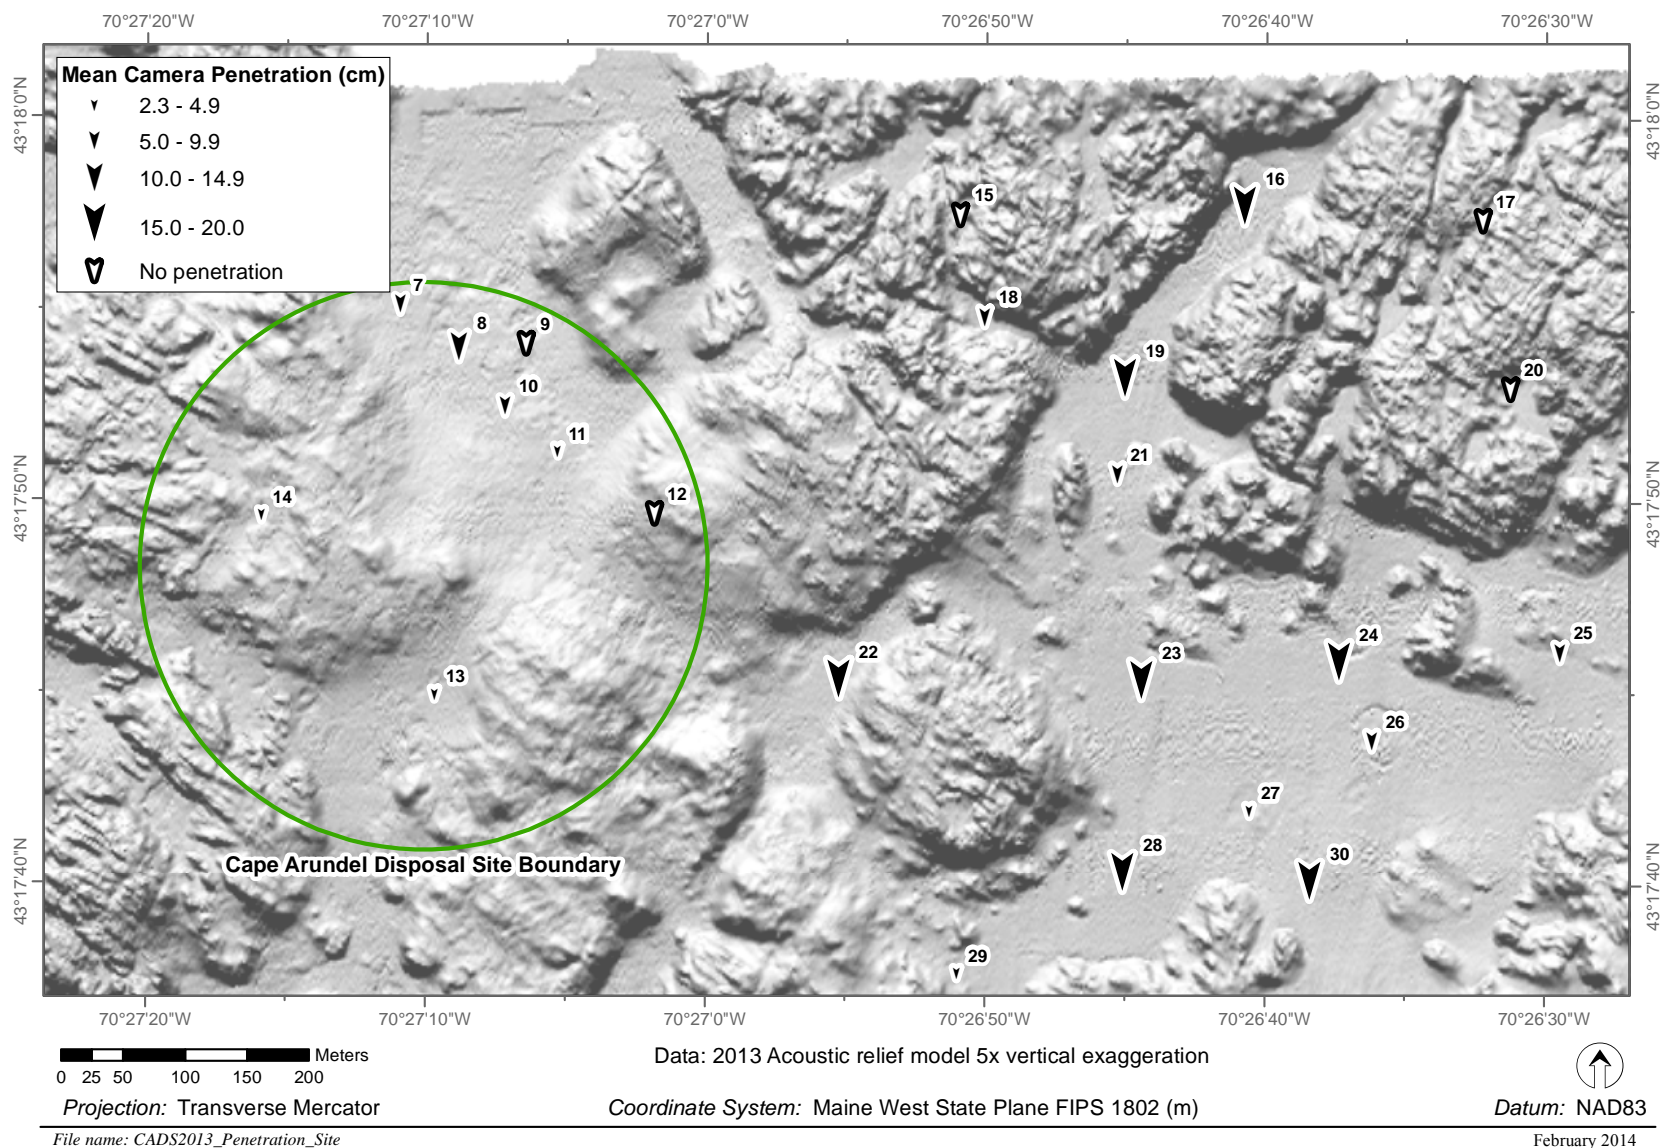 70°27'20"W 70°27'10"W 70°27'0"W 70°26'50"W 70°26'40"W 70°26'30"W
Mean Camera Penetration (cm)
2.3 - 4.9
5.0 - 9.9
10.0 - 14.9
15.0 - 20.0
No penetration
43°18'0"N
43°18'0"N
15
16
17
7
8
9
18
19
10
20
11
21
43°17'50"N
43°17'50"N
14
12
22
23
24
25
13
26
27
28
30
Cape Arundel Disposal Site Boundary
43°17'40"N
43°17'40"N
29
70°27'20"W 70°27'10"W 70°27'0"W 70°26'50"W 70°26'40"W 70°26'30"W
Meters
0 25 50 100 150 200
Data: 2013 Acoustic relief model 5x vertical exaggeration
Projection: Transverse Mercator Coordinate System: Maine West State Plane FIPS 1802 (m) Datum: NAD83
File name: CADS2013_Penetration_Site February 2014